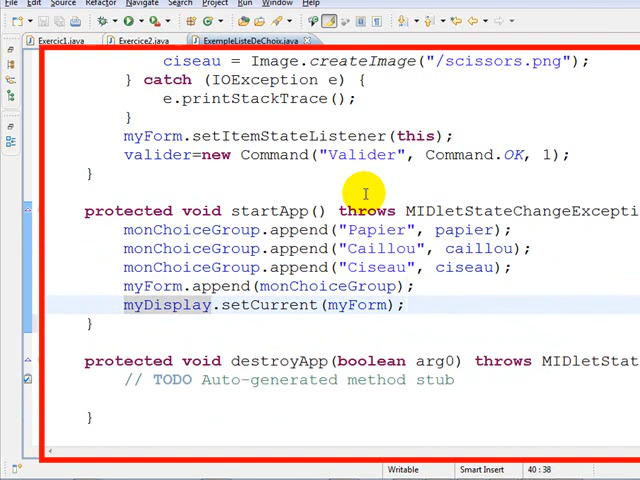 File Edit Source Refactor Navigate Search Project Run Window Help
Exercic1.java Exercice2.java ExempleListeDeChoix.java
ciseau = Image.createImage("/scissors.png");
} catch (IOException e) {
e.printStackTrace();
}
myForm.setItemStateListener(this);
valider=new Command("Valider", Command.OK, 1);
}
protected void startApp() throws MIDletStateChangeExcepti
monChoiceGroup.append("Papier", papier);
monChoiceGroup.append("Caillou", caillou);
monChoiceGroup.append("Ciseau", ciseau);
myForm.append(monChoiceGroup);
myDisplay.setCurrent(myForm);
}
protected void destroyApp(boolean arg0) throws MIDletStat
// TODO Auto-generated method stub
}
Writable Smart Insert 40 : 38